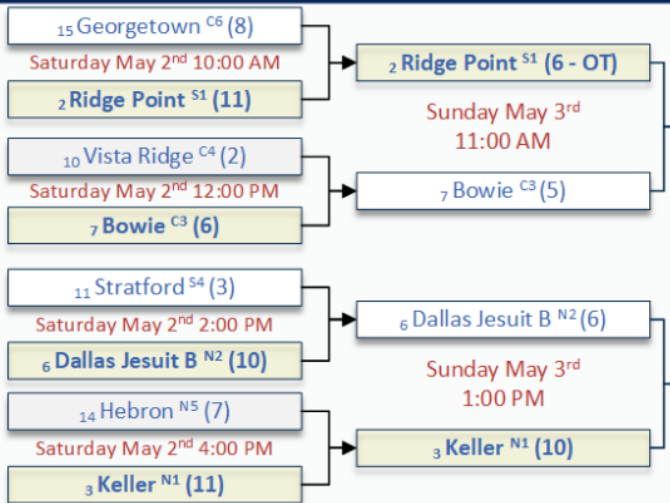 15 Georgetown C6 (8)
Saturday May 2nd 10:00 AM
2 Ridge Point S1 (11)
10 Vista Ridge C4 (2)
Saturday May 2nd 12:00 PM
7 Bowie C3 (6)
11 Stratford S4 (3)
Saturday May 2nd 2:00 PM
6 Dallas Jesuit B N2 (10)
14 Hebron N5 (7)
Saturday May 2nd 4:00 PM
3 Keller N1 (11)
2 Ridge Point S1 (6 - OT)
Sunday May 3rd
11:00 AM
7 Bowie C3 (5)
6 Dallas Jesuit B N2 (6)
Sunday May 3rd
1:00 PM
3 Keller N1 (10)